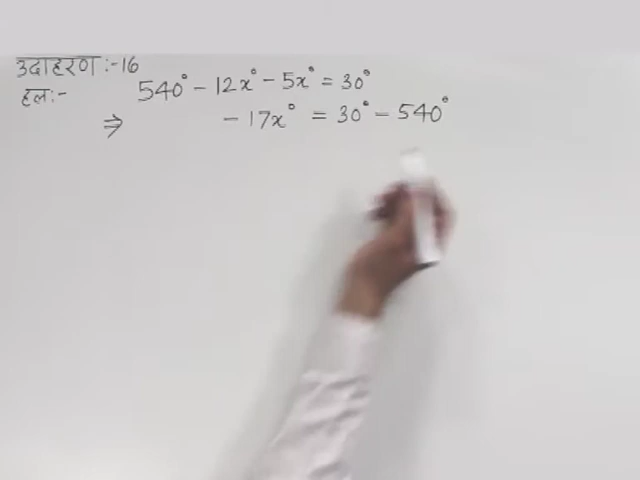 उदाहरण :-16
हल:- 540° - 12x° - 5x° = 30°
⇒ - 17x° = 30° - 540°